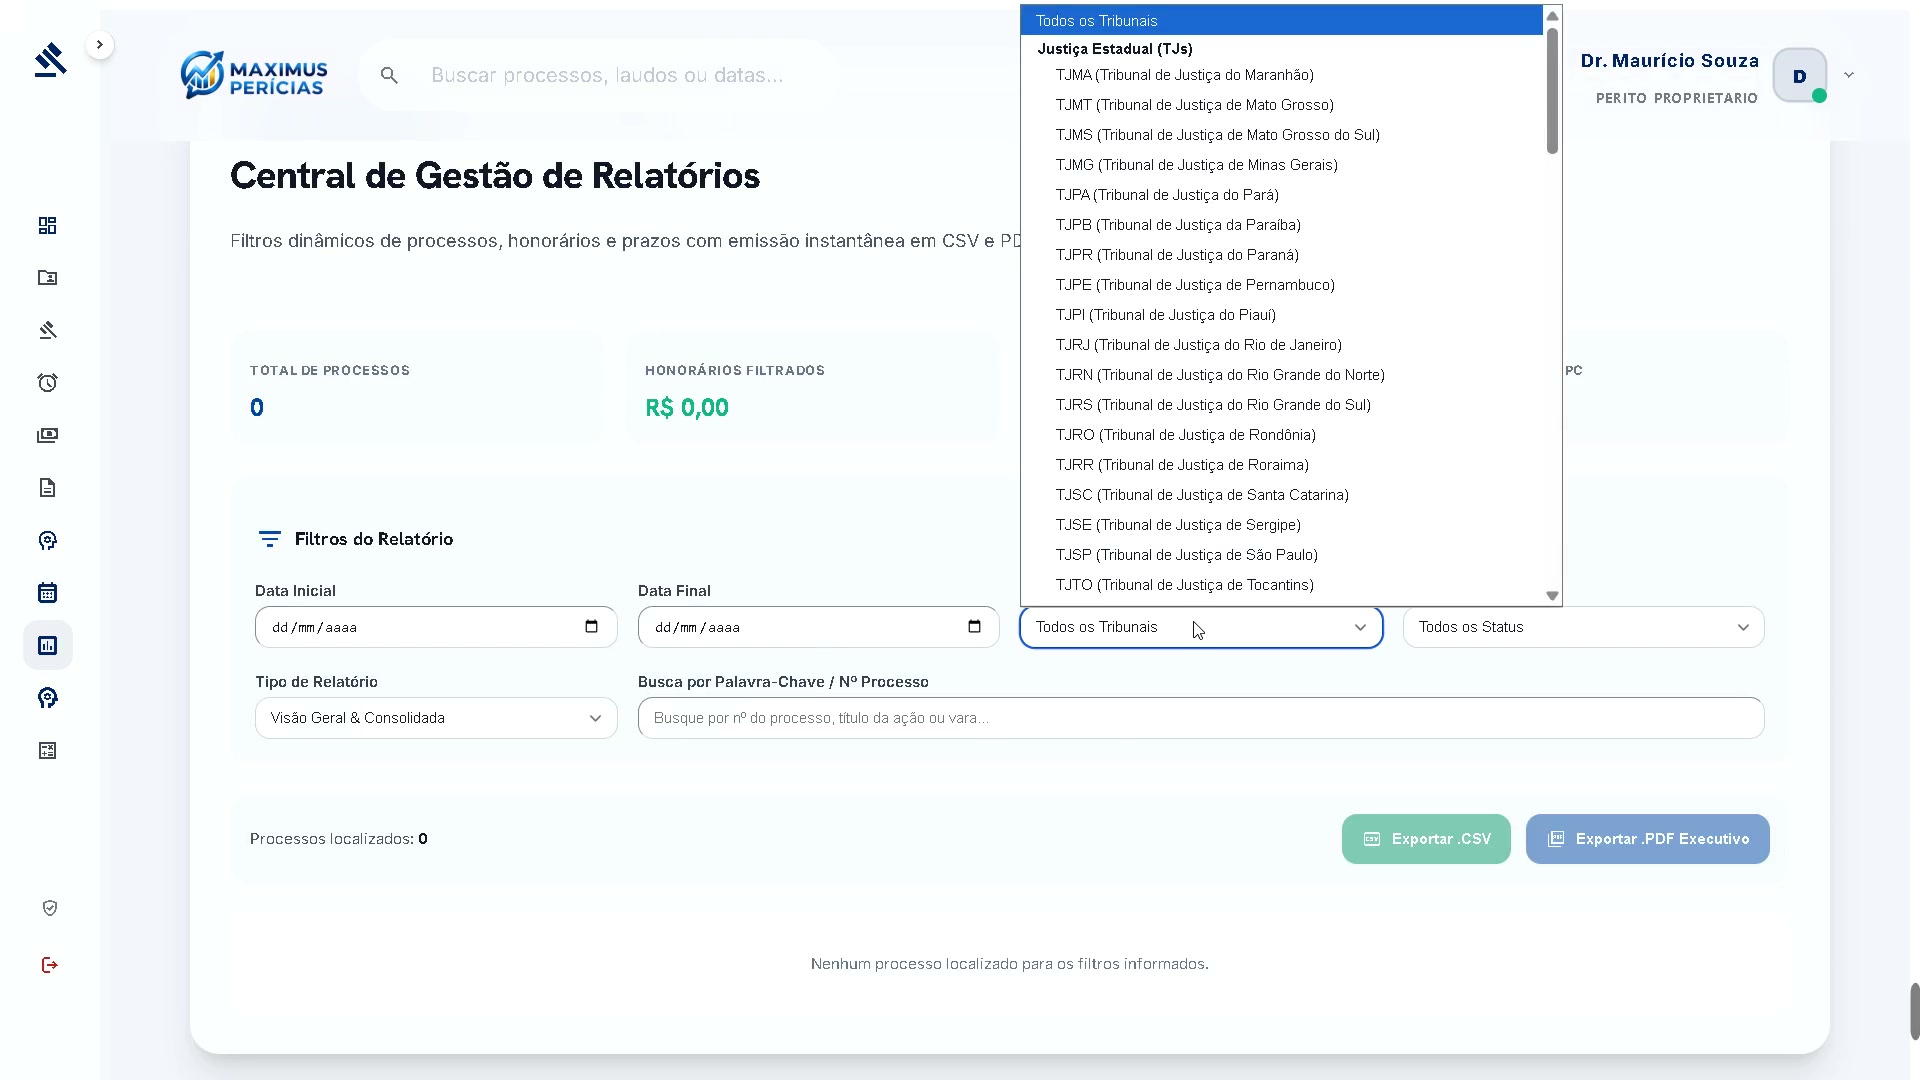 MAXIMUS
PERÍCIAS
Buscar processos, laudos ou datas...
Dr. Maurício Souza
PERITO PROPRIETARIO
D
Central de Gestão de Relatórios
Filtros dinâmicos de processos, honorários e prazos com emissão instantânea em CSV e PD
TOTAL DE PROCESSOS
0
HONORÁRIOS FILTRADOS
R$ 0,00
PC
Todos os Tribunais
Justiça Estadual (TJs)
TJMA (Tribunal de Justiça do Maranhão)
TJMT (Tribunal de Justiça de Mato Grosso)
TJMS (Tribunal de Justiça de Mato Grosso do Sul)
TJMG (Tribunal de Justiça de Minas Gerais)
TJPA (Tribunal de Justiça do Pará)
TJPB (Tribunal de Justiça da Paraíba)
TJPR (Tribunal de Justiça do Paraná)
TJPE (Tribunal de Justiça de Pernambuco)
TJPI (Tribunal de Justiça do Piauí)
TJRJ (Tribunal de Justiça do Rio de Janeiro)
TJRN (Tribunal de Justiça do Rio Grande do Norte)
TJRS (Tribunal de Justiça do Rio Grande do Sul)
TJRO (Tribunal de Justiça de Rondônia)
TJRR (Tribunal de Justiça de Roraima)
TJSC (Tribunal de Justiça de Santa Catarina)
TJSE (Tribunal de Justiça de Sergipe)
TJSP (Tribunal de Justiça de São Paulo)
TJTO (Tribunal de Justiça de Tocantins)
Filtros do Relatório
Data Inicial
dd/mm/aaaa
Data Final
dd/mm/aaaa
Todos os Tribunais
Todos os Status
Tipo de Relatório
Visão Geral & Consolidada
Busca por Palavra-Chave / Nº Processo
Busque por nº do processo, título da ação ou vara...
Processos localizados: 0
Exportar .CSV
Exportar .PDF Executivo
Nenhum processo localizado para os filtros informados.